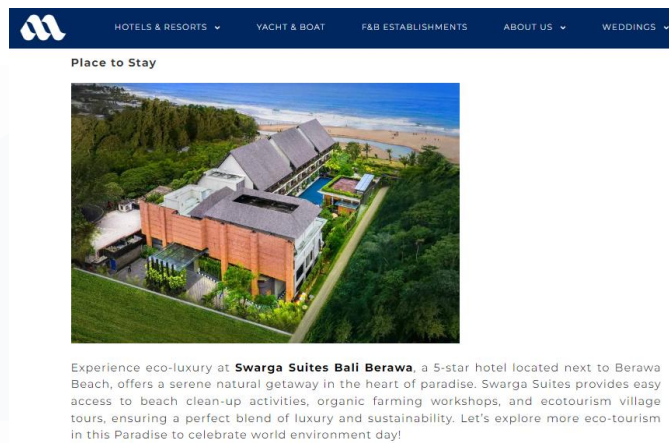 HOTELS & RESORTS YACHT & BOAT F&B ESTABLISHMENTS ABOUT US WEDDINGS
Place to Stay
Experience eco-luxury at Swarga Suites Bali Berawa, a 5-star hotel located next to Berawa
Beach, offers a serene natural getaway in the heart of paradise. Swarga Suites provides easy
access to beach clean-up activities, organic farming workshops, and ecotourism village
tours, ensuring a perfect blend of luxury and sustainability. Let's explore more eco-tourism
in this Paradise to celebrate world environment day!